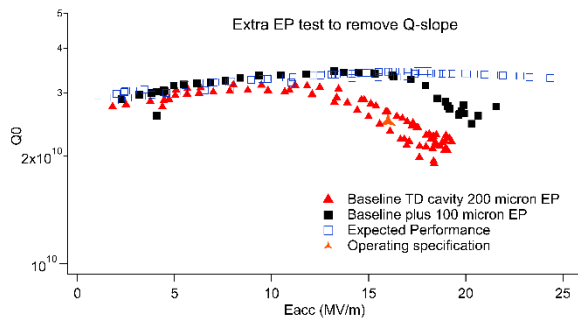 Extra EP test to remove Q-slope
5
3
2x10¹⁰
10¹⁰
Q0
Baseline TD cavity 200 micron EP
Baseline plus 100 micron EP
Expected Performance
Operating specification
0 5 10 15 20 25
Eacc (MV/m)